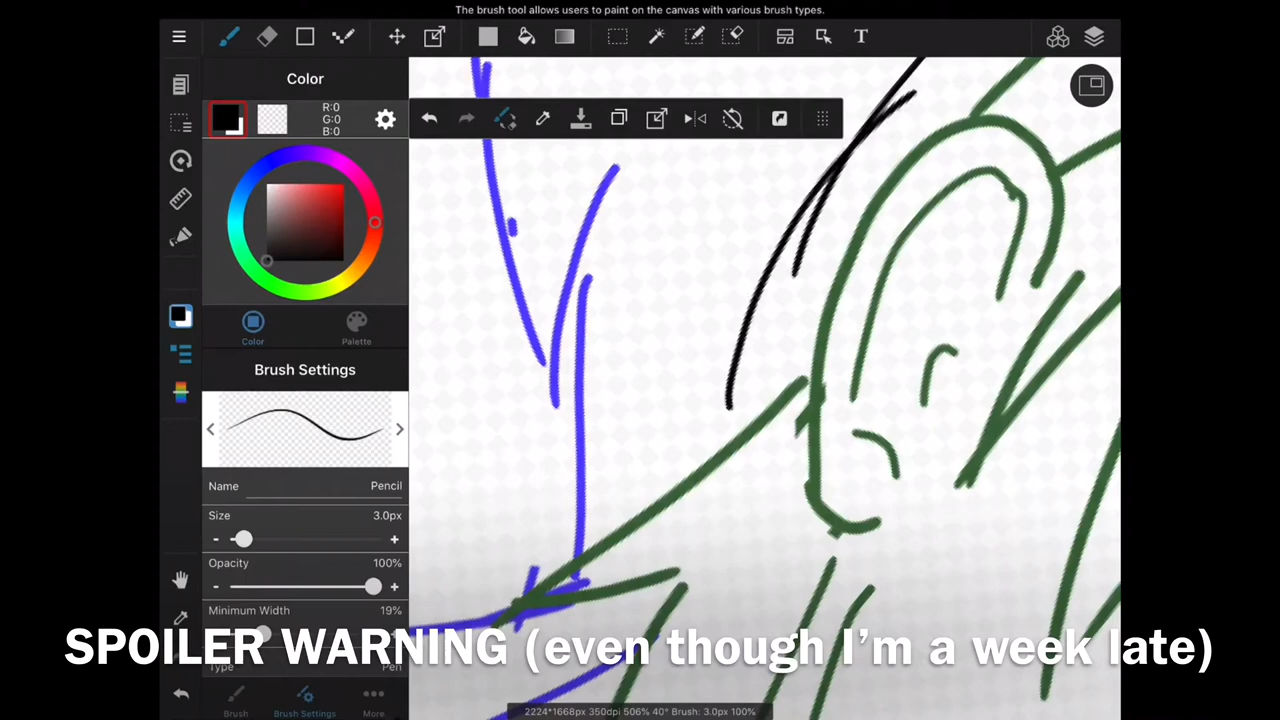 The brush tool allows users to paint on the canvas with various brush types.
T
Color
R:0
G:0
B:0
Color
Palette
Brush Settings
Name Pencil
Size 3.0px
- +
Opacity 100%
- +
Minimum Width 19%
SPOILER WARNING (even though I'm a week late)
Type Pen
Brush
Brush Settings
More
2224*1668px 350dpi 506% 40° Brush: 3.0px 100%